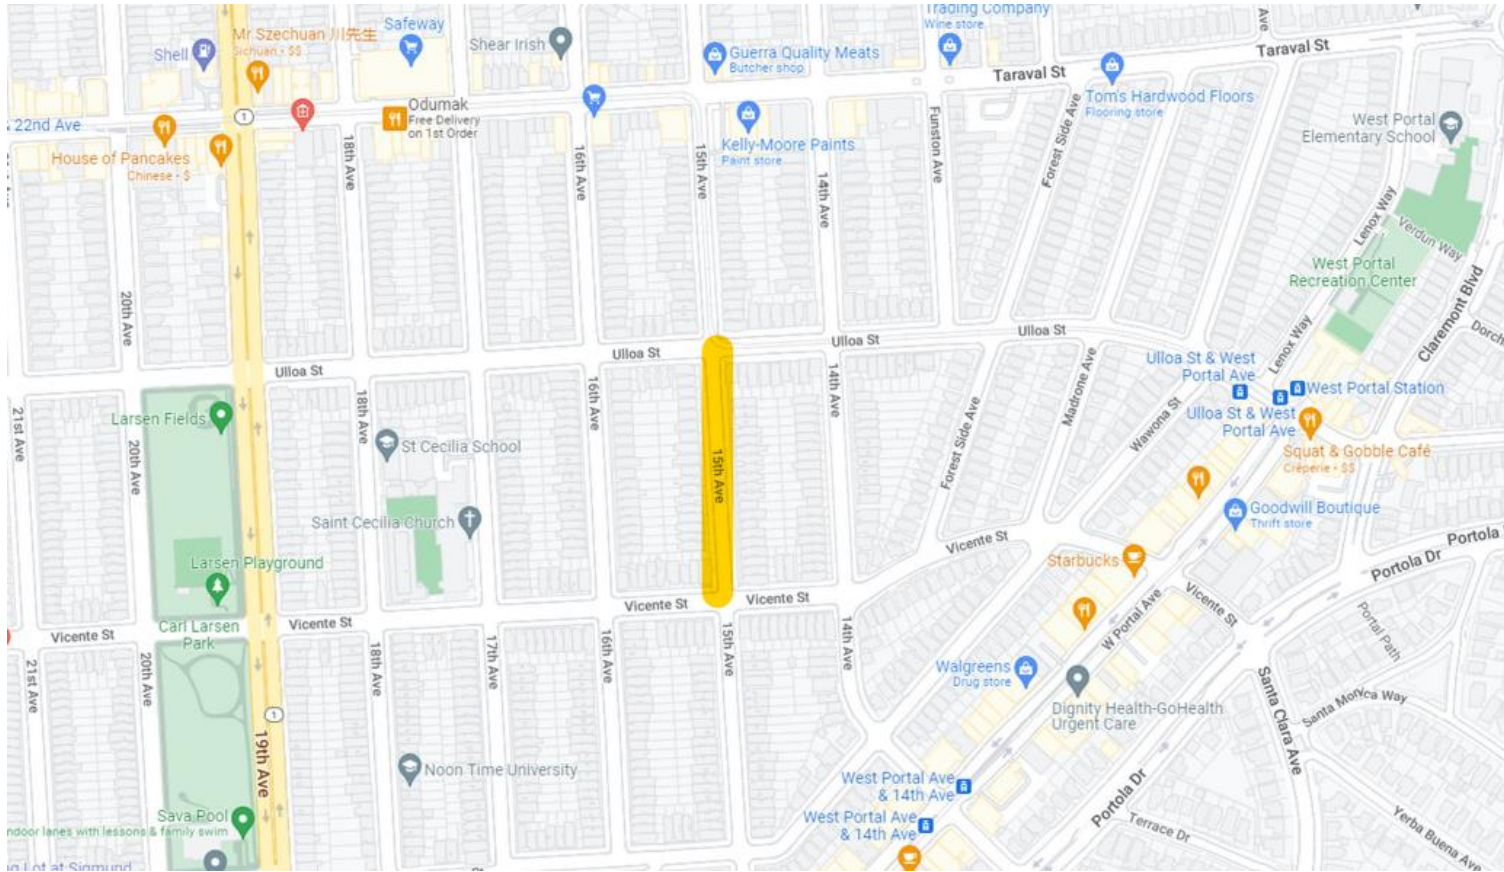 Trading Company
Wine store
Safeway
Mr Szechuan 川先生
Sichuan • $$
Shell
Shear Irish
Guerra Quality Meats
Butcher shop
Taraval St
Ave
Taraval St
Tom's Hardwood Floors
Flooring store
Odumak
Free Delivery
on 1st Order
1
22nd Ave
House of Pancakes
Chinese • $
Kelly-Moore Paints
Paint store
West Portal
Elementary School
18th Ave
16th Ave
15th Ave
14th Ave
Funston Ave
Forest Side Ave
Lenox Way
Verdun Way
West Portal
Recreation Center
Claremont Blvd
20th Ave
Ulloa St
Ulloa St
Ulloa St
Ulloa St
Lenox Way
Dorch
Ulloa St & West
Portal Ave
West Portal Station
Ulloa St & West
Portal Ave
Squat & Gobble Café
Crêperie • $$
21st Ave
Larsen Fields
20th Ave
18th Ave
St Cecilia School
16th Ave
15th Ave
14th Ave
Forest Side Ave
Madrone Ave
Wawona St
Goodwill Boutique
Thrift store
Saint Cecilia Church
Vicente St
Starbucks
Portola Dr
Portola
Larsen Playground
Carl Larsen
Park
Vicente St
Vicente St
Vicente St
Vicente St
Vicente St
W Portal Ave
Portal Path
21st Ave
20th Ave
18th Ave
17th Ave
16th Ave
15th Ave
14th Ave
Walgreens
Drug store
Dignity Health-GoHealth
Urgent Care
Santa Clara Ave
Santa Monica Way
1
19th Ave
Noon Time University
West Portal Ave
& 14th Ave
West Portal Ave
& 14th Ave
Portola Dr
Terrace Dr
Yerba Buena Ave
Sava Pool
ndoor lanes with lessons & family swim
ng Lot at Sigmund
St